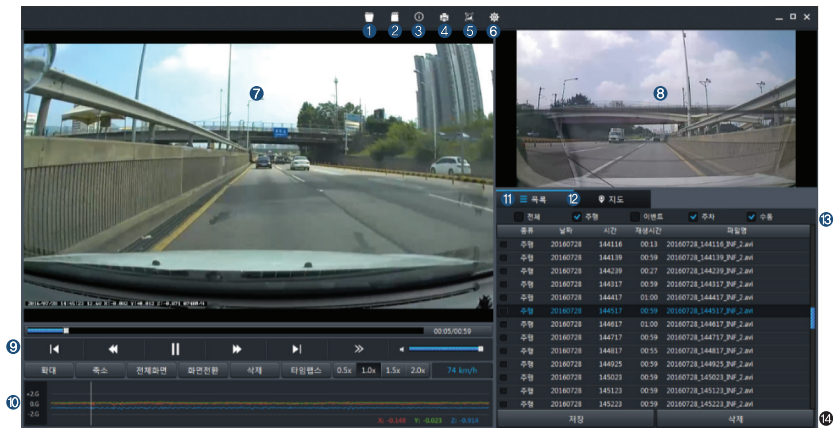 1 2 3 4 5 6
7
8
11 목록 12 지도
전체 주행 이벤트 주차 수동 13
종류 날짜 시간 재생시간 파일명
주행 20160728 144116 00:13 20160728_144116_INF_2.avi
주행 20160728 144139 00:59 20160728_144139_INF_2.avi
주행 20160728 144239 00:27 20160728_144239_INF_2.avi
주행 20160728 144317 00:59 20160728_144317_INF_2.avi
주행 20160728 144417 01:00 20160728_144417_INF_2.avi
주행 20160728 144517 00:59 20160728_144517_INF_2.avi
주행 20160728 144617 01:00 20160728_144617_INF_2.avi
주행 20160728 144717 00:59 20160728_144717_INF_2.avi
주행 20160728 144817 00:55 20160728_144817_INF_2.avi
주행 20160728 144925 00:59 20160728_144925_INF_2.avi
주행 20160728 145023 00:59 20160728_145023_INF_2.avi
주행 20160728 145123 00:59 20160728_145123_INF_2.avi
주행 20160728 145223 00:59 20160728_145223_INF_2.avi
저장 삭제 14
00:05/00:59
9
확대 축소 전체화면 화면전환 삭제 타임랩스 0.5x 1.0x 1.5x 2.0x 74 km/h
10
+2G
0G
-2G
X: -0.149 Y: -0.023 Z: -0.914